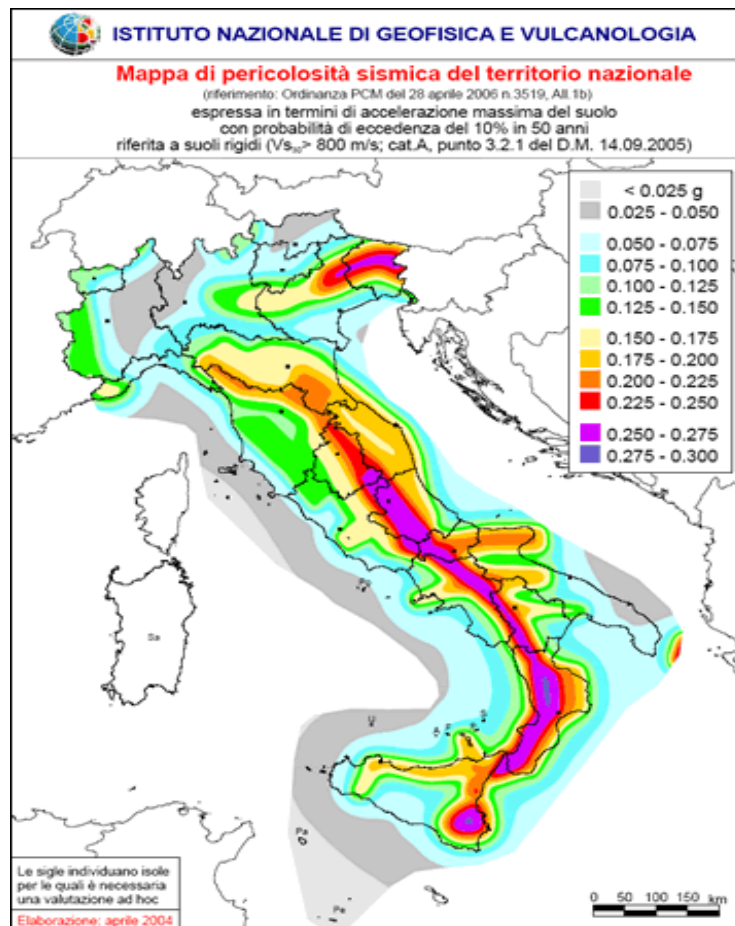 ISTITUTO NAZIONALE DI GEOFISICA E VULCANOLOGIA
Mappa di pericolosità sismica del territorio nazionale
(riferimento: Ordinanza PCM del 28 aprile 2006 n.3519, All.1b)
espressa in termini di accelerazione massima del suolo
con probabilità di eccedenza del 10% in 50 anni
riferita a suoli rigidi (Vs₃₀> 800 m/s; cat.A, punto 3.2.1 del D.M. 14.09.2005)
< 0.025 g
0.025 - 0.050
0.050 - 0.075
0.075 - 0.100
0.100 - 0.125
0.125 - 0.150
0.150 - 0.175
0.175 - 0.200
0.200 - 0.225
0.225 - 0.250
0.250 - 0.275
0.275 - 0.300
Sa
U
S
Pa
Pe
Le sigle individuano isole
per le quali è necessaria
una valutazione ad hoc
Elaborazione: aprile 2004
0 50 100 150 km